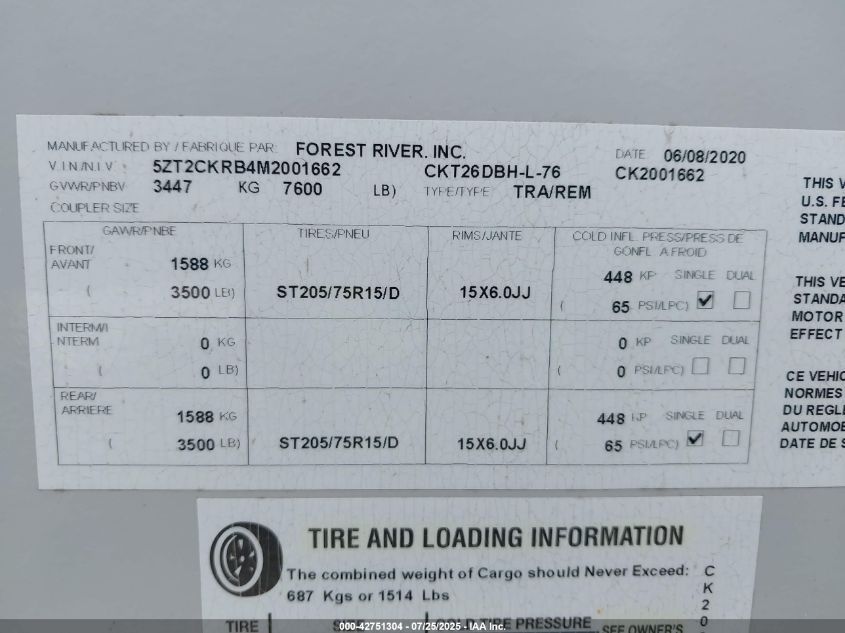 MANUFACTURED BY / FABRIQUE PAR: FOREST RIVER, INC. DATE 06/08/2020
V.I.N./N.I.V 5ZT2CKRB4M2001662 CKT26DBH-L-76 CK2001662
GVWR/PNBV 3447 KG 7600 LB) TYPE/TYPE TRA/REM
COUPLER SIZE
GAWR/PNBE TIRES/PNEU RIMS/JANTE COLD INFL. PRESS/PRESS DE
GONFL. A FROID
FRONT/
AVANT 1588 KG 448 KP SINGLE DUAL
( 3500 LB) ST205/75R15/D 15X6.0JJ ( 65 PSI/LPC)
INTERM/I
NTERM 0 KG 0 KP SINGLE DUAL
( 0 LB) ( 0 PSI/LPC)
REAR/
ARRIERE 1588 KG 448 KP SINGLE DUAL
( 3500 LB) ST205/75R15/D 15X6.0JJ ( 65 PSI/LPC)
THIS V
U.S. FE
STAND
MANUF
THIS VE
STANDA
MOTOR
EFFECT
CE VEHIC
NORMES
DU REGLE
AUTOMOB
DATE DE S
TIRE AND LOADING INFORMATION
The combined weight of Cargo should Never Exceed:
687 Kgs or 1514 Lbs
CK20
TIRE COLD TIRE PRESSURE SEE OWNER'S
000-42751304 - 07/25/2025 - IAA Inc.